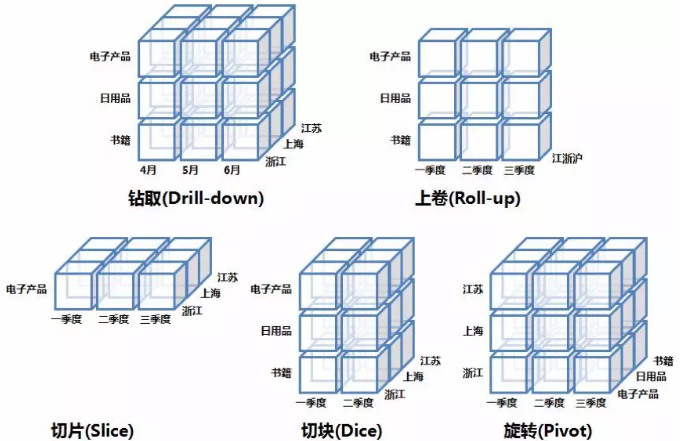 电子产品
日用品
书籍
4月 5月 6月
浙江
上海
江苏
钻取(Drill-down)
电子产品
日用品
书籍
一季度 二季度 三季度
江浙沪
上卷(Roll-up)
电子产品
一季度 二季度 三季度
浙江
上海
江苏
切片(Slice)
电子产品
日用品
书籍
一季度 二季度
浙江
上海
江苏
切块(Dice)
江苏
上海
浙江
一季度 二季度 三季度
电子产品
日用品
书籍
旋转(Pivot)